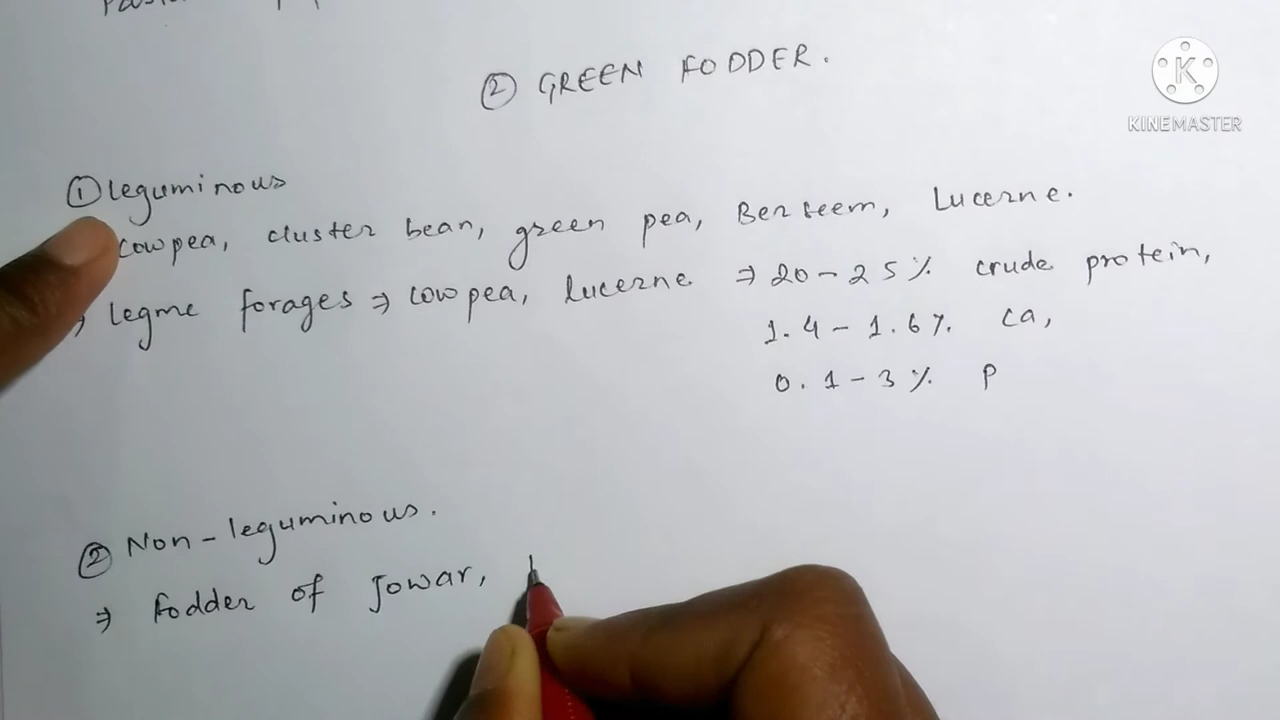 ② GREEN FODDER.
KINEMASTER
① leguminous
cowpea, cluster bean, green pea, Berseem, Lucerne.
⇒ legme forages ⇒ cowpea, lucerne ⇒ 20-25% crude protein,
1.4-1.6%. ca,
0.1-3% P
② Non-leguminous.
⇒ Fodder of Jowar,